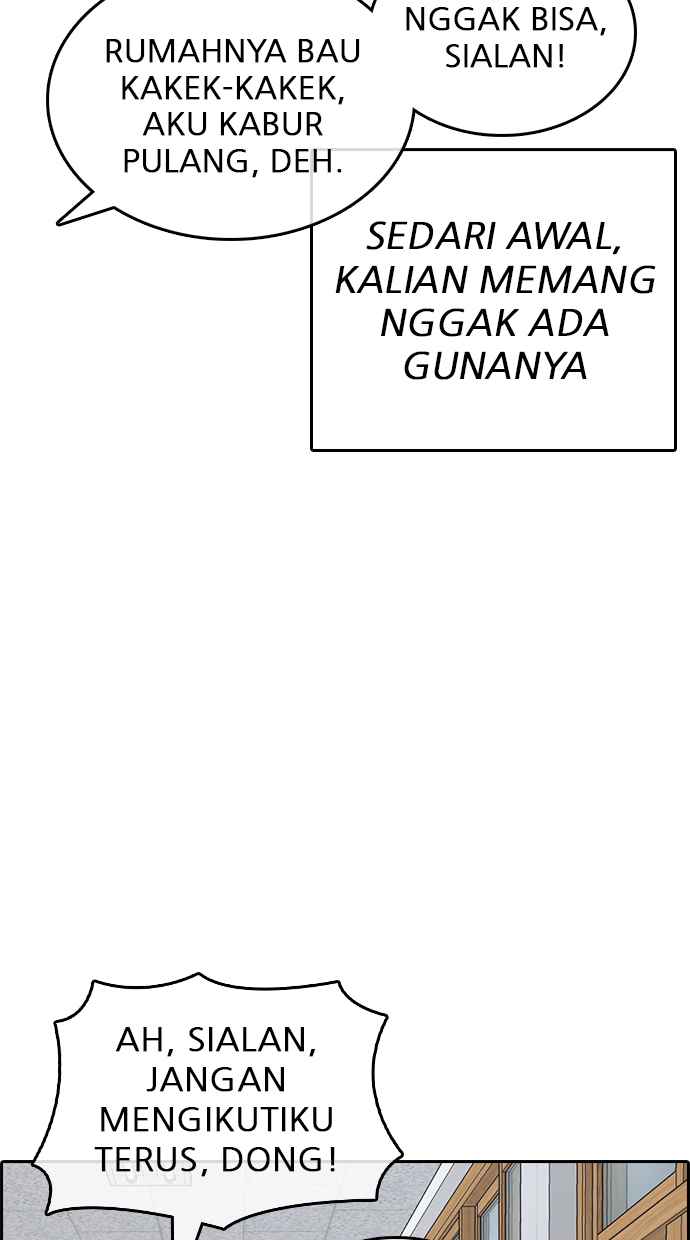 NGGAK BISA,
SIALAN!
RUMAHNYA BAU
KAKEK-KAKEK,
AKU KABUR
PULANG, DEH.
SEDARI AWAL,
KALIAN MEMANG
NGGAK ADA
GUNANYA
AH, SIALAN,
JANGAN
MENGIKUTIKU
TERUS, DONG!